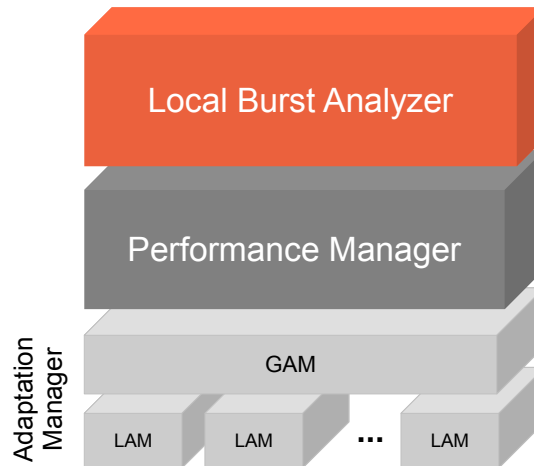 Local Burst Analyzer
Performance Manager
Adaptation
Manager
GAM
LAM
LAM
...
LAM